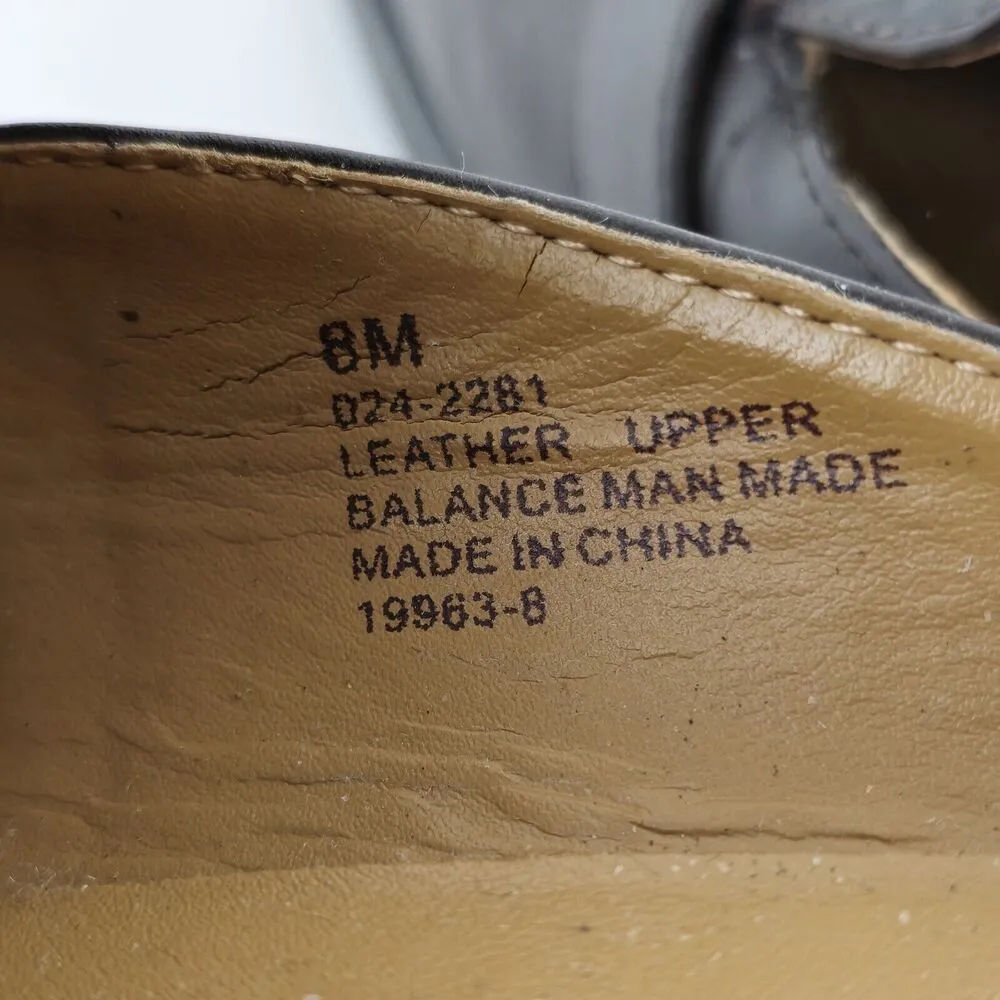 8M
024-2281
LEATHER UPPER
BALANCE MAN MADE
MADE IN CHINA
19963-8